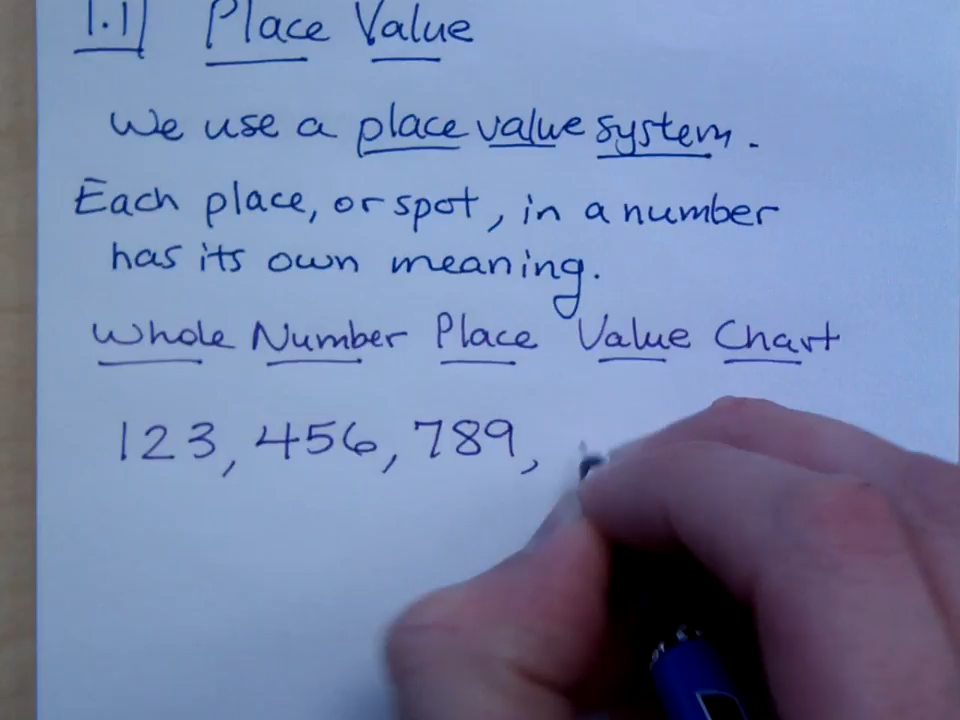 1.1 Place Value
We use a place value system.
Each place, or spot, in a number
has its own meaning.
Whole Number Place Value Chart
123, 456, 789,